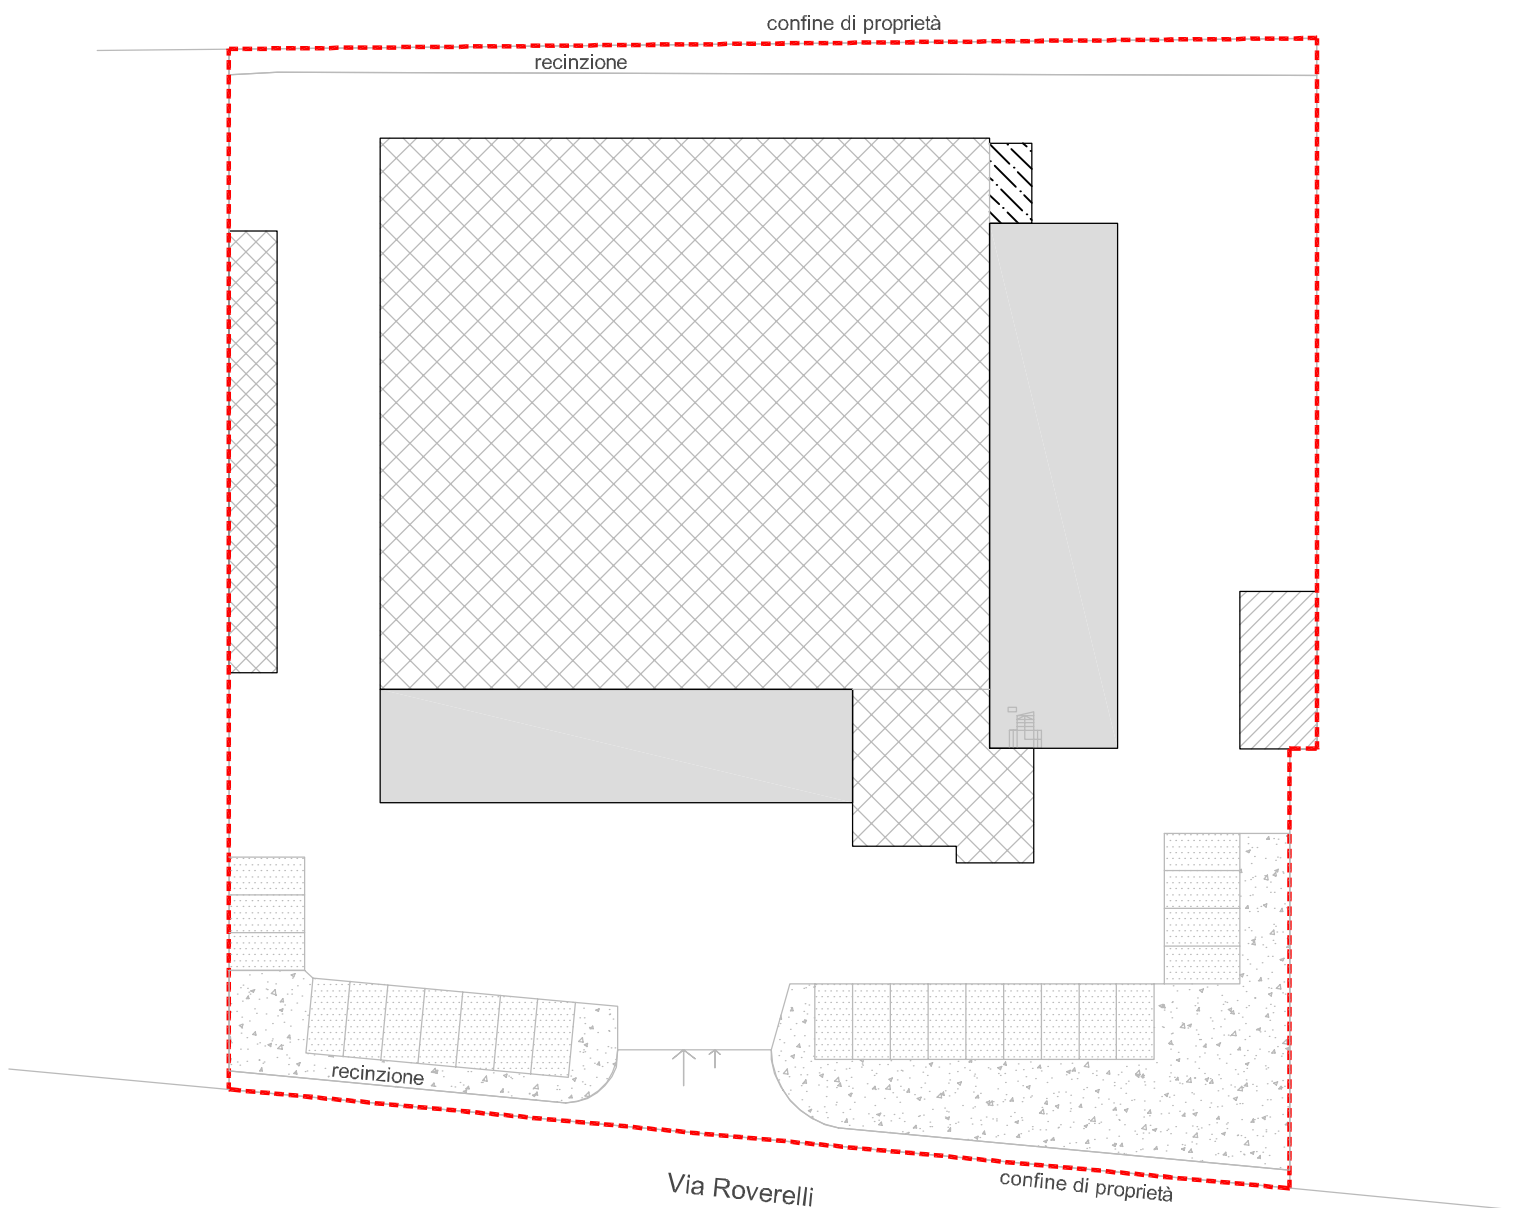 confine di proprietà
recinzione
recinzione
confine di proprietà
Via Roverelli